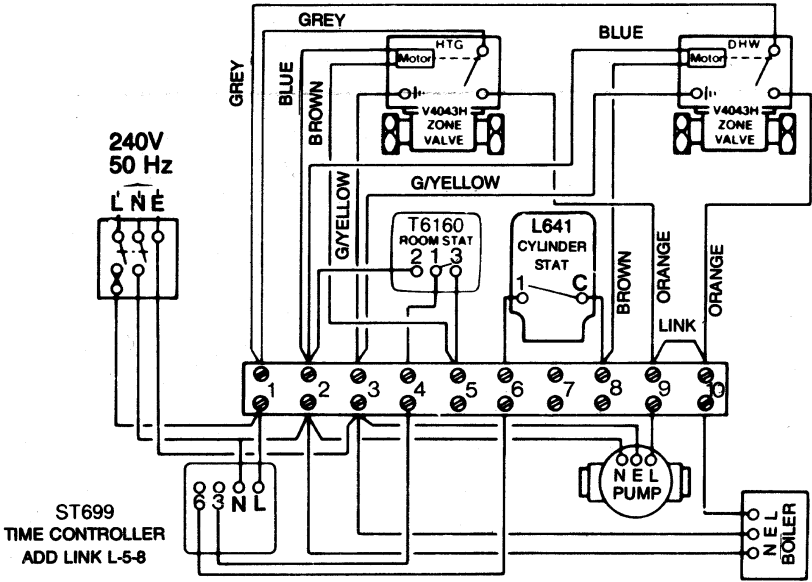 GREY
BLUE
HTG
DHW
Motor
Motor
GREY
BLUE
BROWN
V4043H
ZONE
VALVE
V4043H
ZONE
VALVE
240V
50 Hz
L N E
G/YELLOW
G/YELLOW
T6160
ROOM STAT
2 1 3
L641
CYLINDER
STAT
1 C
BROWN
ORANGE
ORANGE
LINK
1 2 3 4 5 6 7 8 9 10
N E L
PUMP
6 3 N L
ST699
TIME CONTROLLER
ADD LINK L-5-8
N E L
BOILER